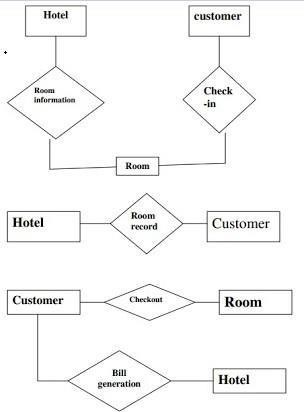 Hotel
customer
Room
information
Check
-in
Room
Hotel
Room
record
Customer
Customer
Checkout
Room
Bill
generation
Hotel